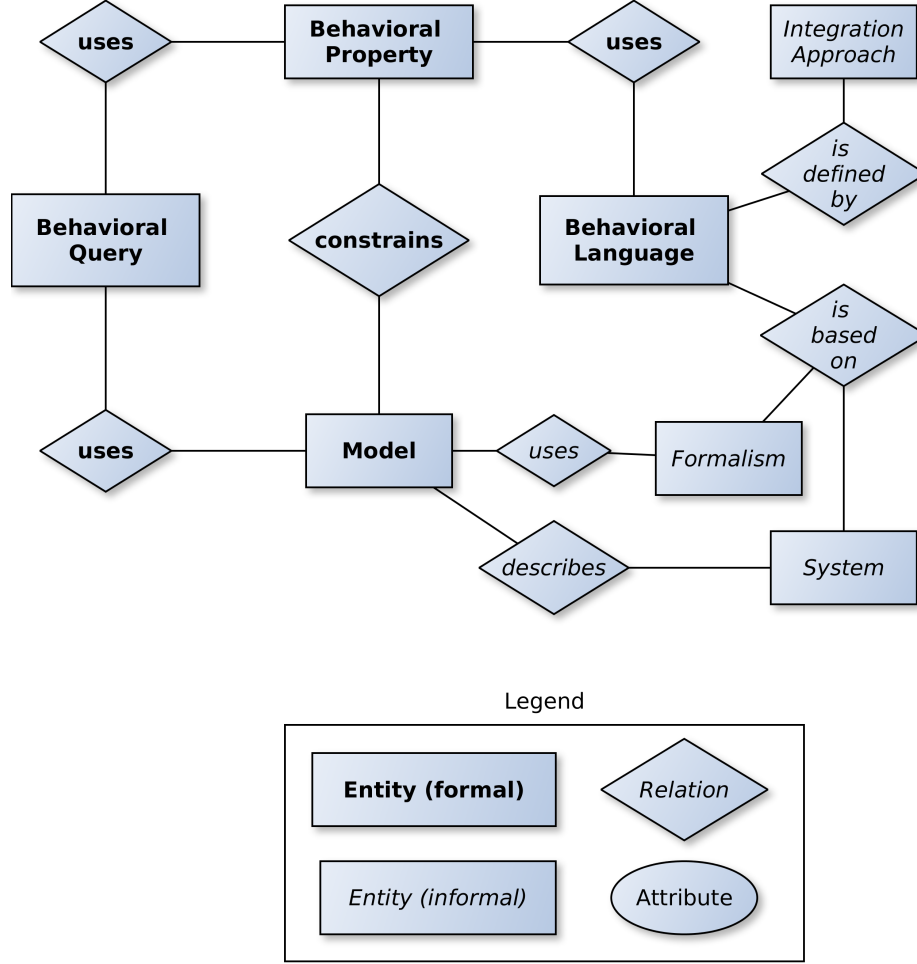 uses
Behavioral
Property
uses
Integration
Approach
is
defined
by
Behavioral
Query
constrains
Behavioral
Language
is
based
on
uses
Model
uses
Formalism
describes
System
Legend
Entity (formal)
Relation
Entity (informal)
Attribute